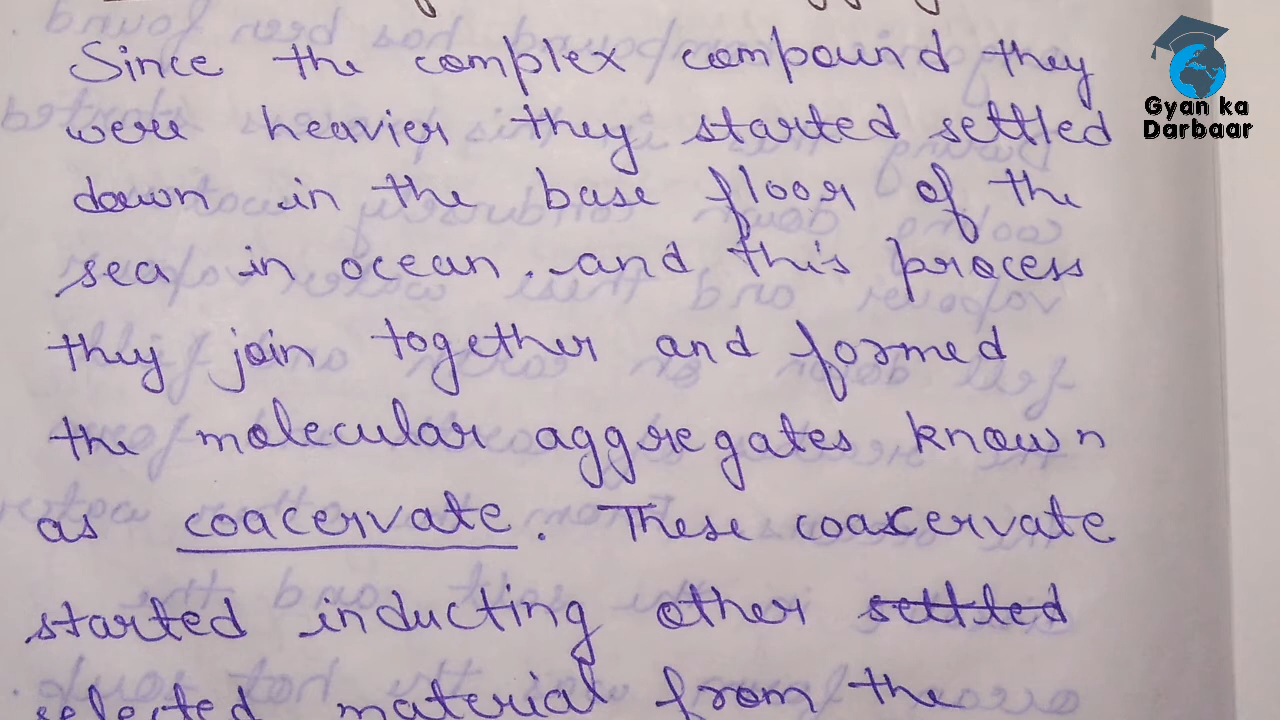 Since the complex compound they
were heavier they started settled
down in the base floor of the
sea in ocean. and this process
they join together and formed
the molecular aggregates known
as coacervate. These coacervate
started inducting other settled
selected material from the
Gyan ka
Darbaar